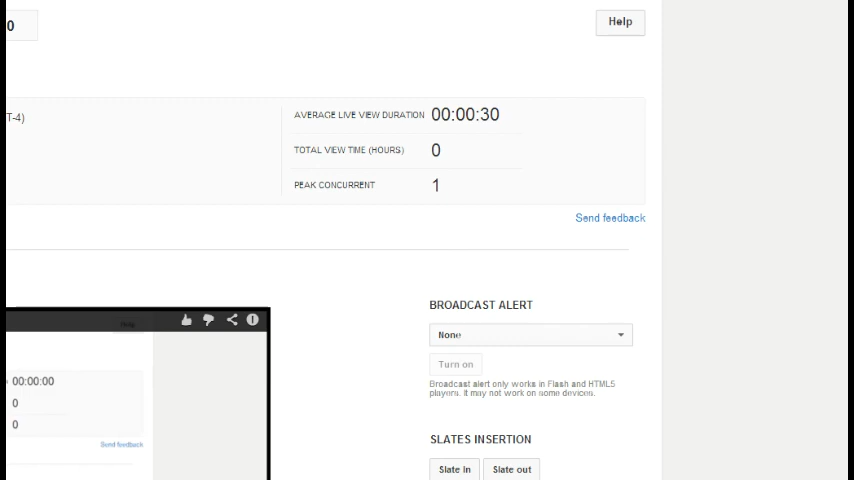 0
Help
T-4)
AVERAGE LIVE VIEW DURATION 00:00:30
TOTAL VIEW TIME (HOURS) 0
PEAK CONCURRENT 1
Send feedback
BROADCAST ALERT
None
Turn on
Broadcast alert only works in Flash and HTML5
players. It may not work on some devices.
SLATES INSERTION
Slate In
Slate out
Help
00:00:00
0
0
Send feedback